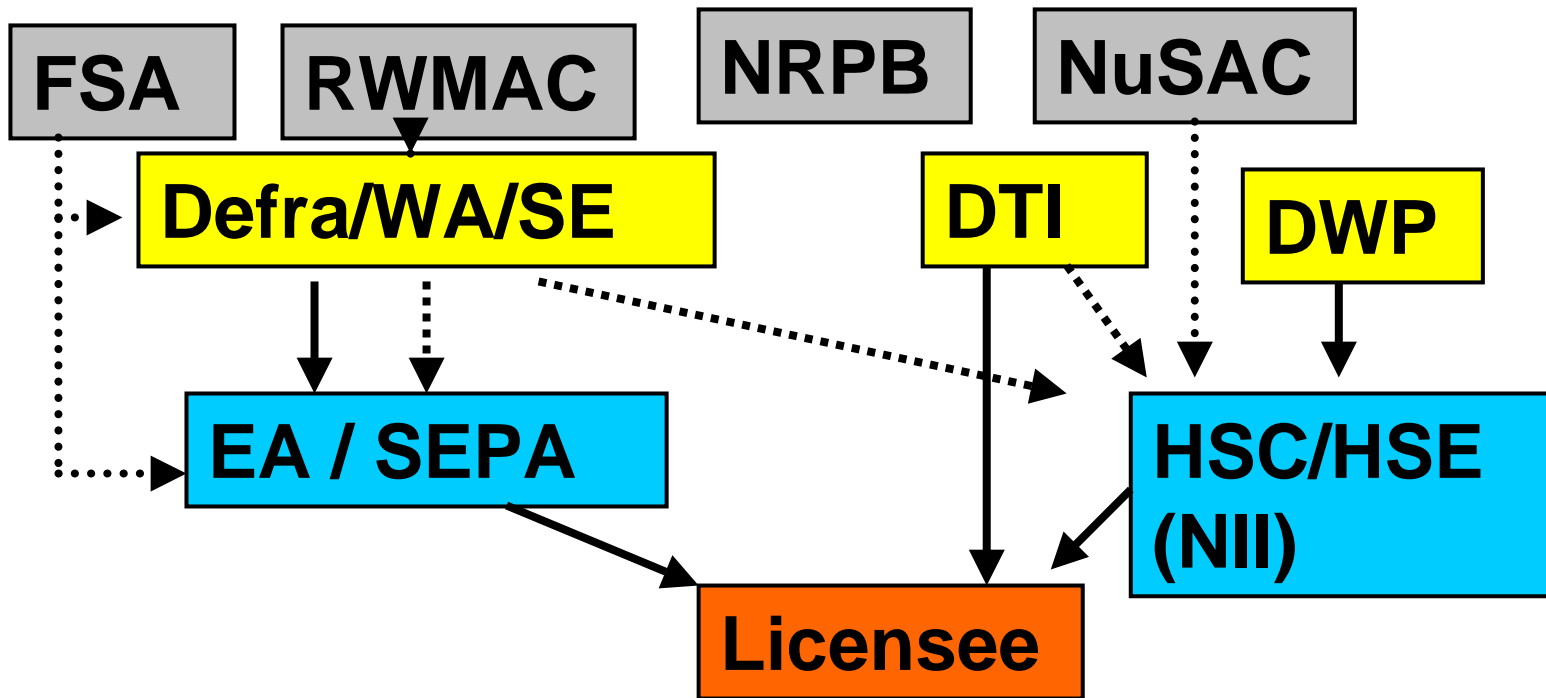 FSA
RWMAC
NRPB
NuSAC
Defra/WA/SE
DTI
DWP
EA / SEPA
HSC/HSE
(NII)
Licensee